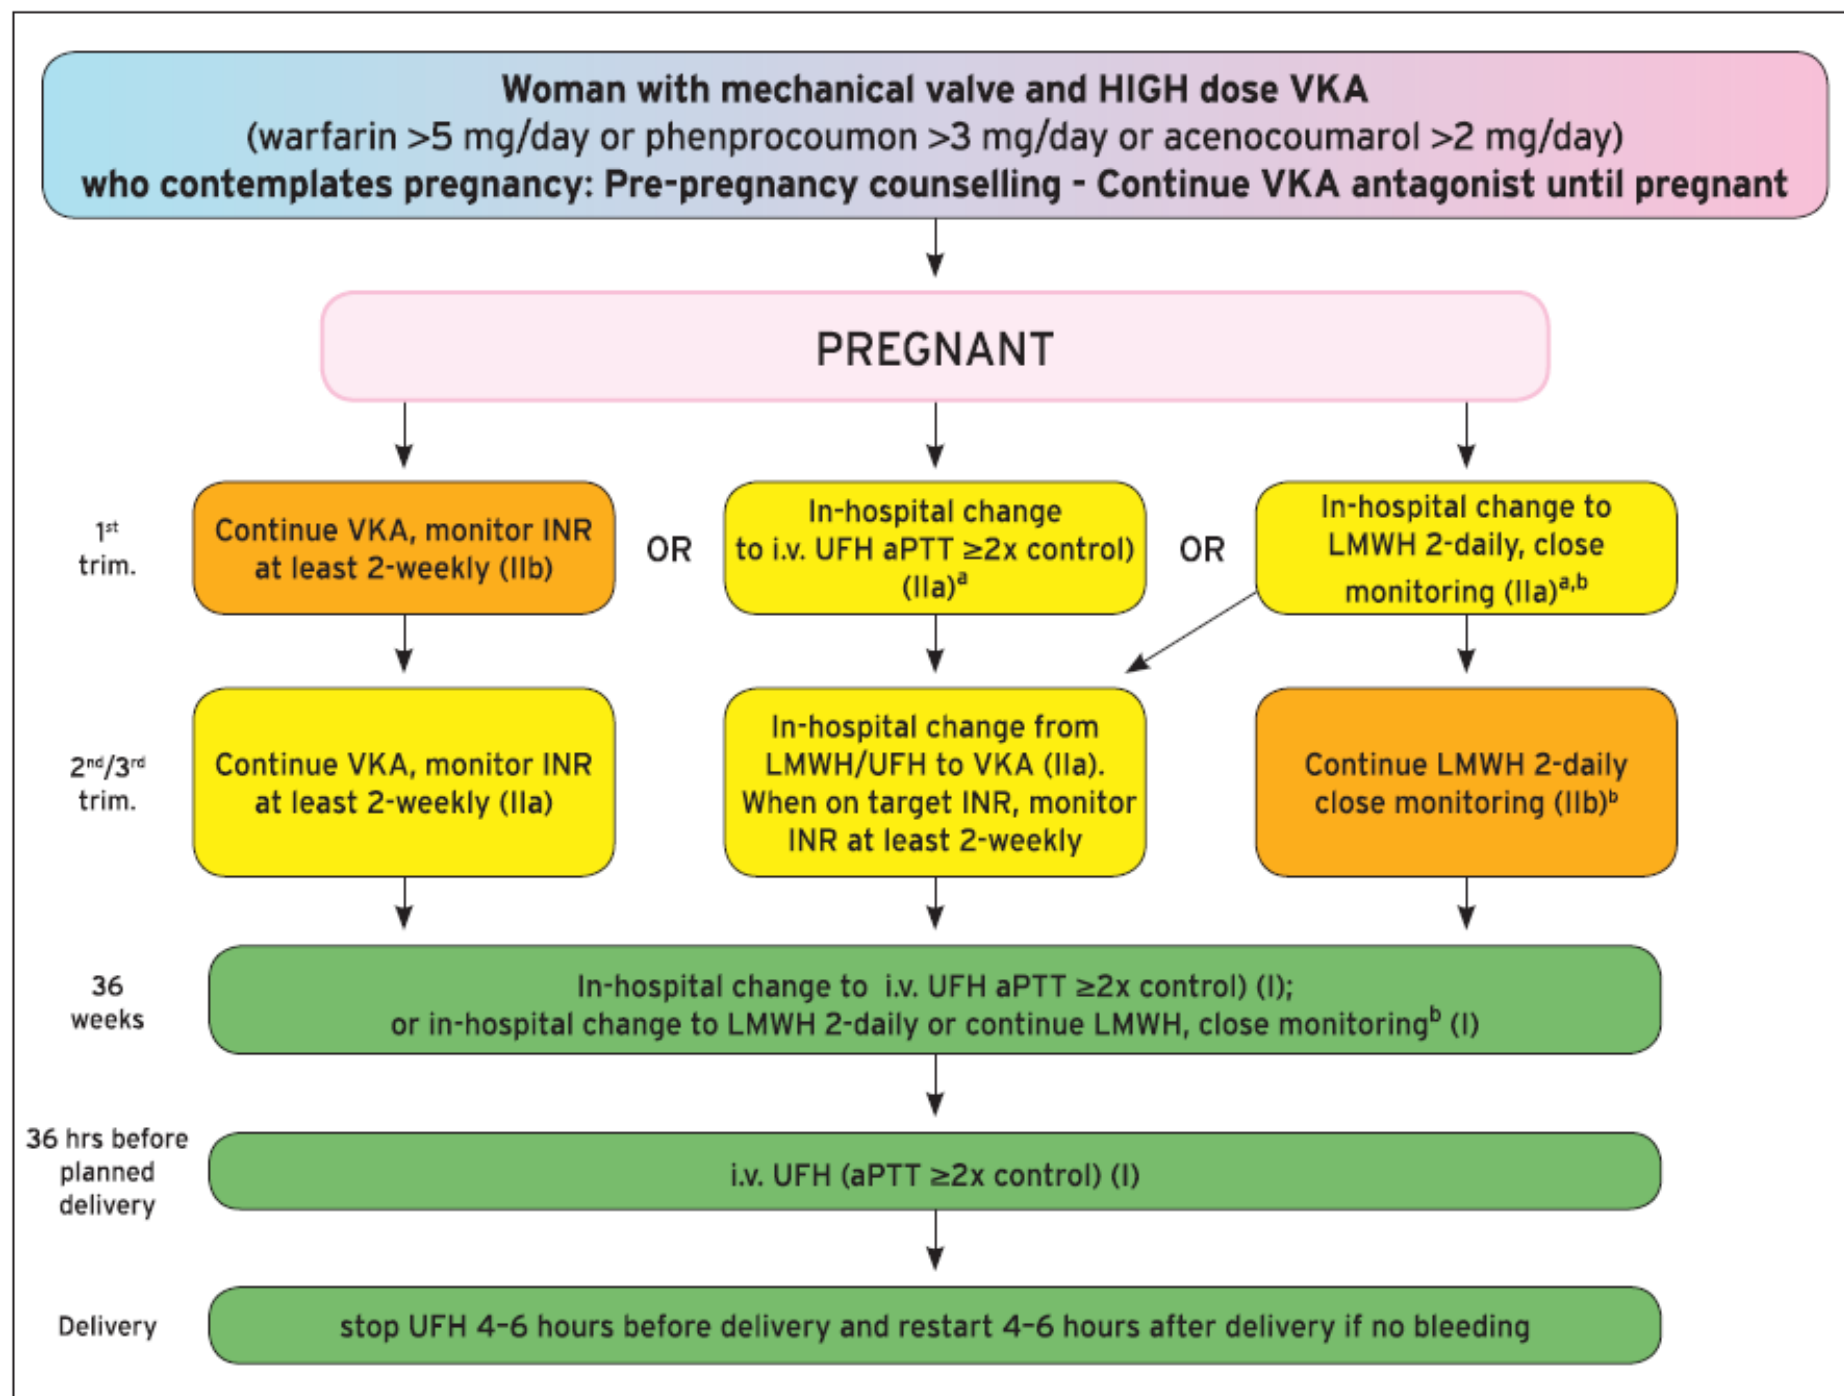 Woman with mechanical valve and HIGH dose VKA
(warfarin >5 mg/day or phenprocoumon >3 mg/day or acenocoumarol >2 mg/day)
who contemplates pregnancy: Pre-pregnancy counselling - Continue VKA antagonist until pregnant
PREGNANT
1st
trim.
Continue VKA, monitor INR
at least 2-weekly (IIb)
OR
In-hospital change
to i.v. UFH aPTT ≥2x control)
(IIa)a
OR
In-hospital change to
LMWH 2-daily, close
monitoring (IIa)a,b
2nd/3rd
trim.
Continue VKA, monitor INR
at least 2-weekly (IIa)
In-hospital change from
LMWH/UFH to VKA (IIa).
When on target INR, monitor
INR at least 2-weekly
Continue LMWH 2-daily
close monitoring (IIb)b
36
weeks
In-hospital change to i.v. UFH aPTT ≥2x control) (I);
or in-hospital change to LMWH 2-daily or continue LMWH, close monitoringb (I)
36 hrs before
planned
delivery
i.v. UFH (aPTT ≥2x control) (I)
Delivery
stop UFH 4–6 hours before delivery and restart 4–6 hours after delivery if no bleeding